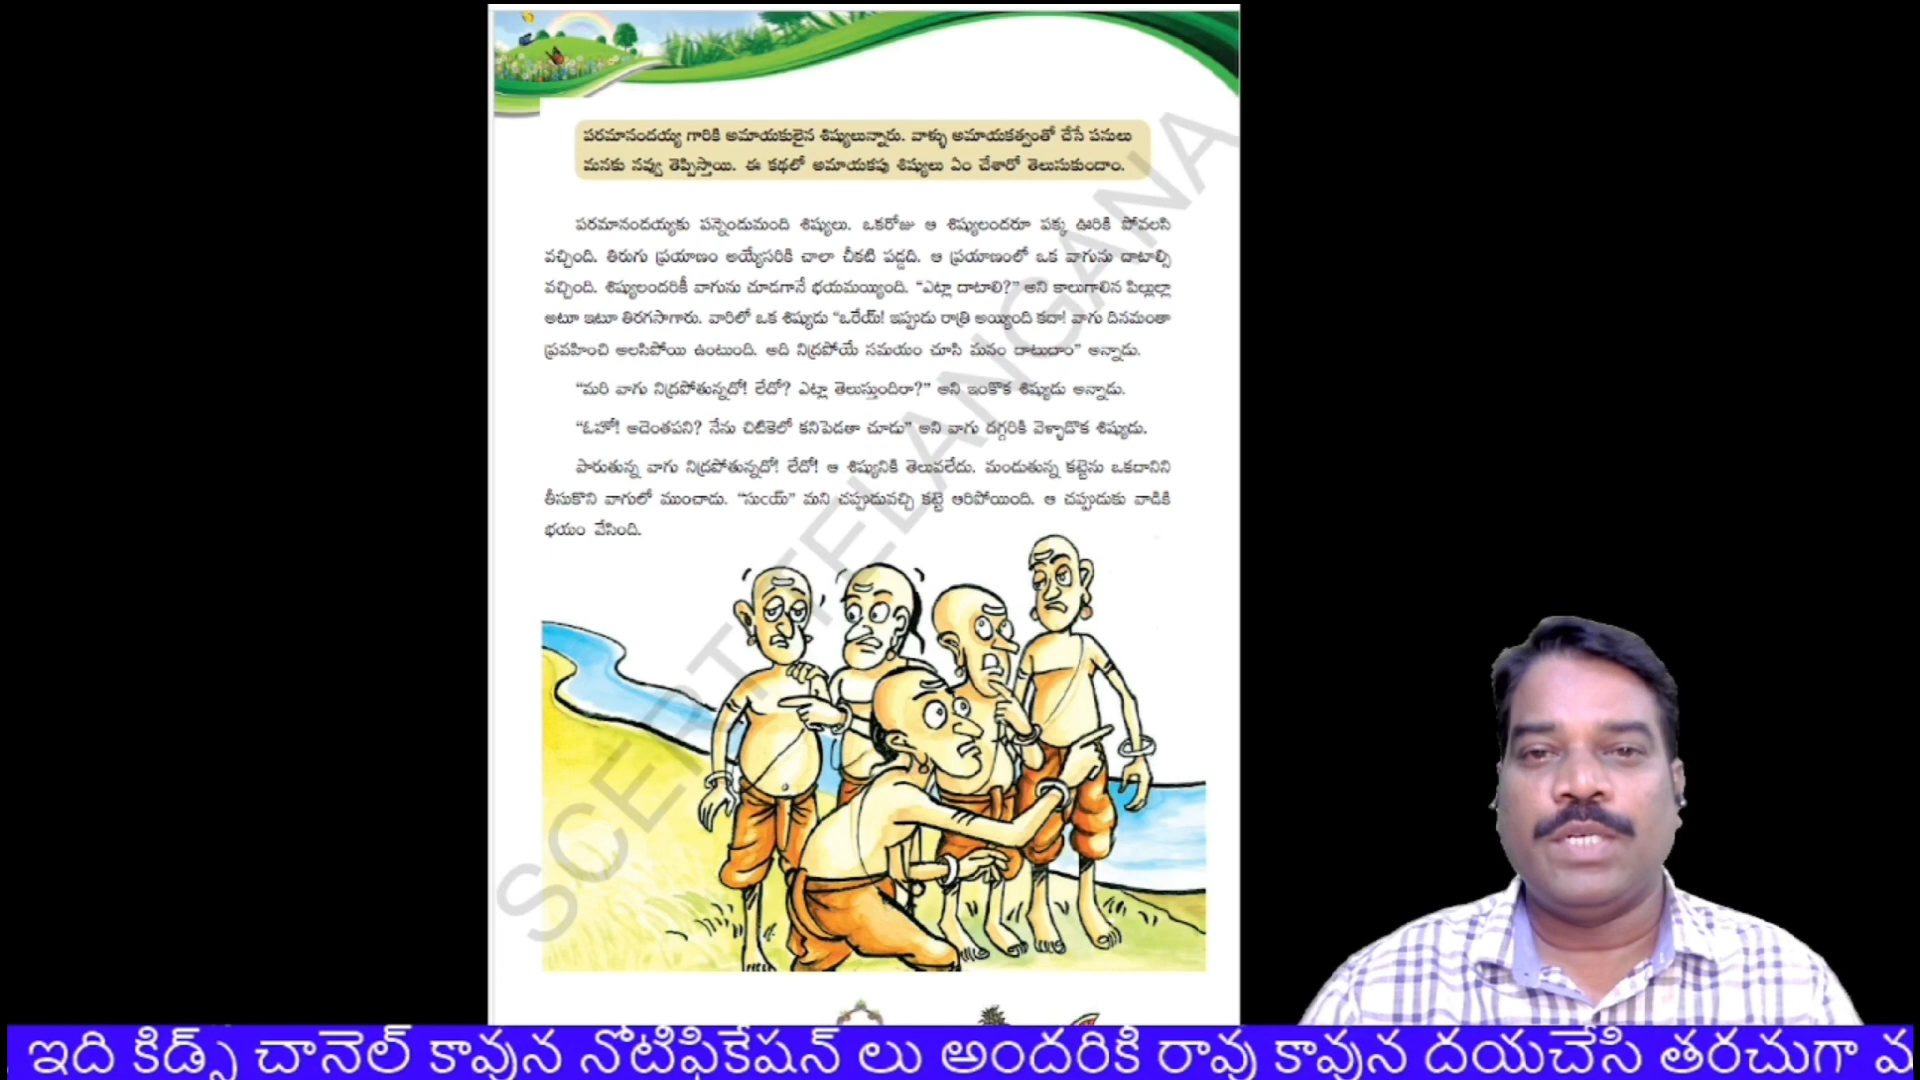 పరమానందయ్య గారికి అమాయకులైన శిష్యులున్నారు. వాళ్ళు అమాయకత్వంతో చేసే పనులు
మనకు నవ్వు తెప్పిస్తాయి. ఈ కథలో అమాయకపు శిష్యులు ఏం చేశారో తెలుసుకుందాం.
పరమానందయ్యకు పన్నెండుమంది శిష్యులు. ఒకరోజు ఆ శిష్యులందరూ పక్క ఊరికి పోవలసి
వచ్చింది. తిరుగు ప్రయాణం అయ్యేసరికి చాలా చీకటి పడ్డది. ఆ ప్రయాణంలో ఒక వాగును దాటాల్సి
వచ్చింది. శిష్యులందరికీ వాగును చూడగానే భయమయ్యింది. “ఎట్లా దాటాలి?” అని కాలుగాలిన పిల్లుల్లా
అటూ ఇటూ తిరగసాగారు. వారిలో ఒక శిష్యుడు “ఒరేయ్! ఇప్పుడు రాత్రి అయ్యింది కదా! వాగు దినమంతా
ప్రవహించి అలసిపోయి ఉంటుంది. అది నిద్రపోయే సమయం చూసి మనం దాటుదాం” అన్నాడు.
“మరి వాగు నిద్రపోతున్నదో! లేదో? ఎట్లా తెలుస్తుందిరా?” అని ఇంకొక శిష్యుడు అన్నాడు.
“ఓహో! అదెంతపని? నేను చిటికెలో కనిపెడతా చూడు” అని వాగు దగ్గరికి వెళ్ళాడొక శిష్యుడు.
పారుతున్న వాగు నిద్రపోతున్నదో! లేదో! ఆ శిష్యునికి తెలువలేదు. మండుతున్న కట్టెను ఒకదానిని
తీసుకొని వాగులో ముంచాడు. “సుఁయ్” మని చప్పుడువచ్చి కట్టె ఆరిపోయింది. ఆ చప్పుడుకు వాడికి
భయం వేసింది.
SCERT TELANGANA
ఇది కిడ్స్ చానెల్ కావున నోటిఫికేషన్ లు అందరికి రావు కావున దయచేసి తరచుగా వ